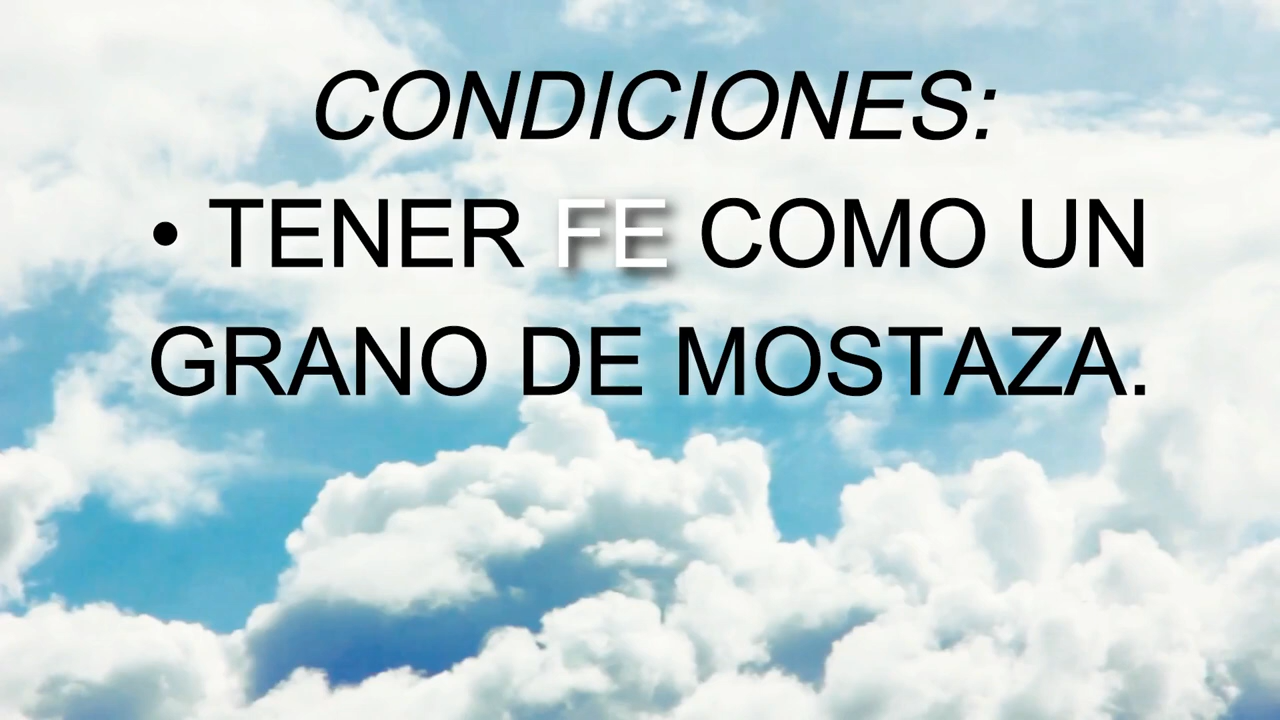 CONDICIONES:
• TENER FE COMO UN
GRANO DE MOSTAZA.